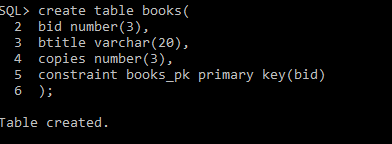 SQL> create table books(
  2  bid number(3),
  3  btitle varchar(20),
  4  copies number(3),
  5  constraint books_pk primary key(bid)
  6  );
Table created.